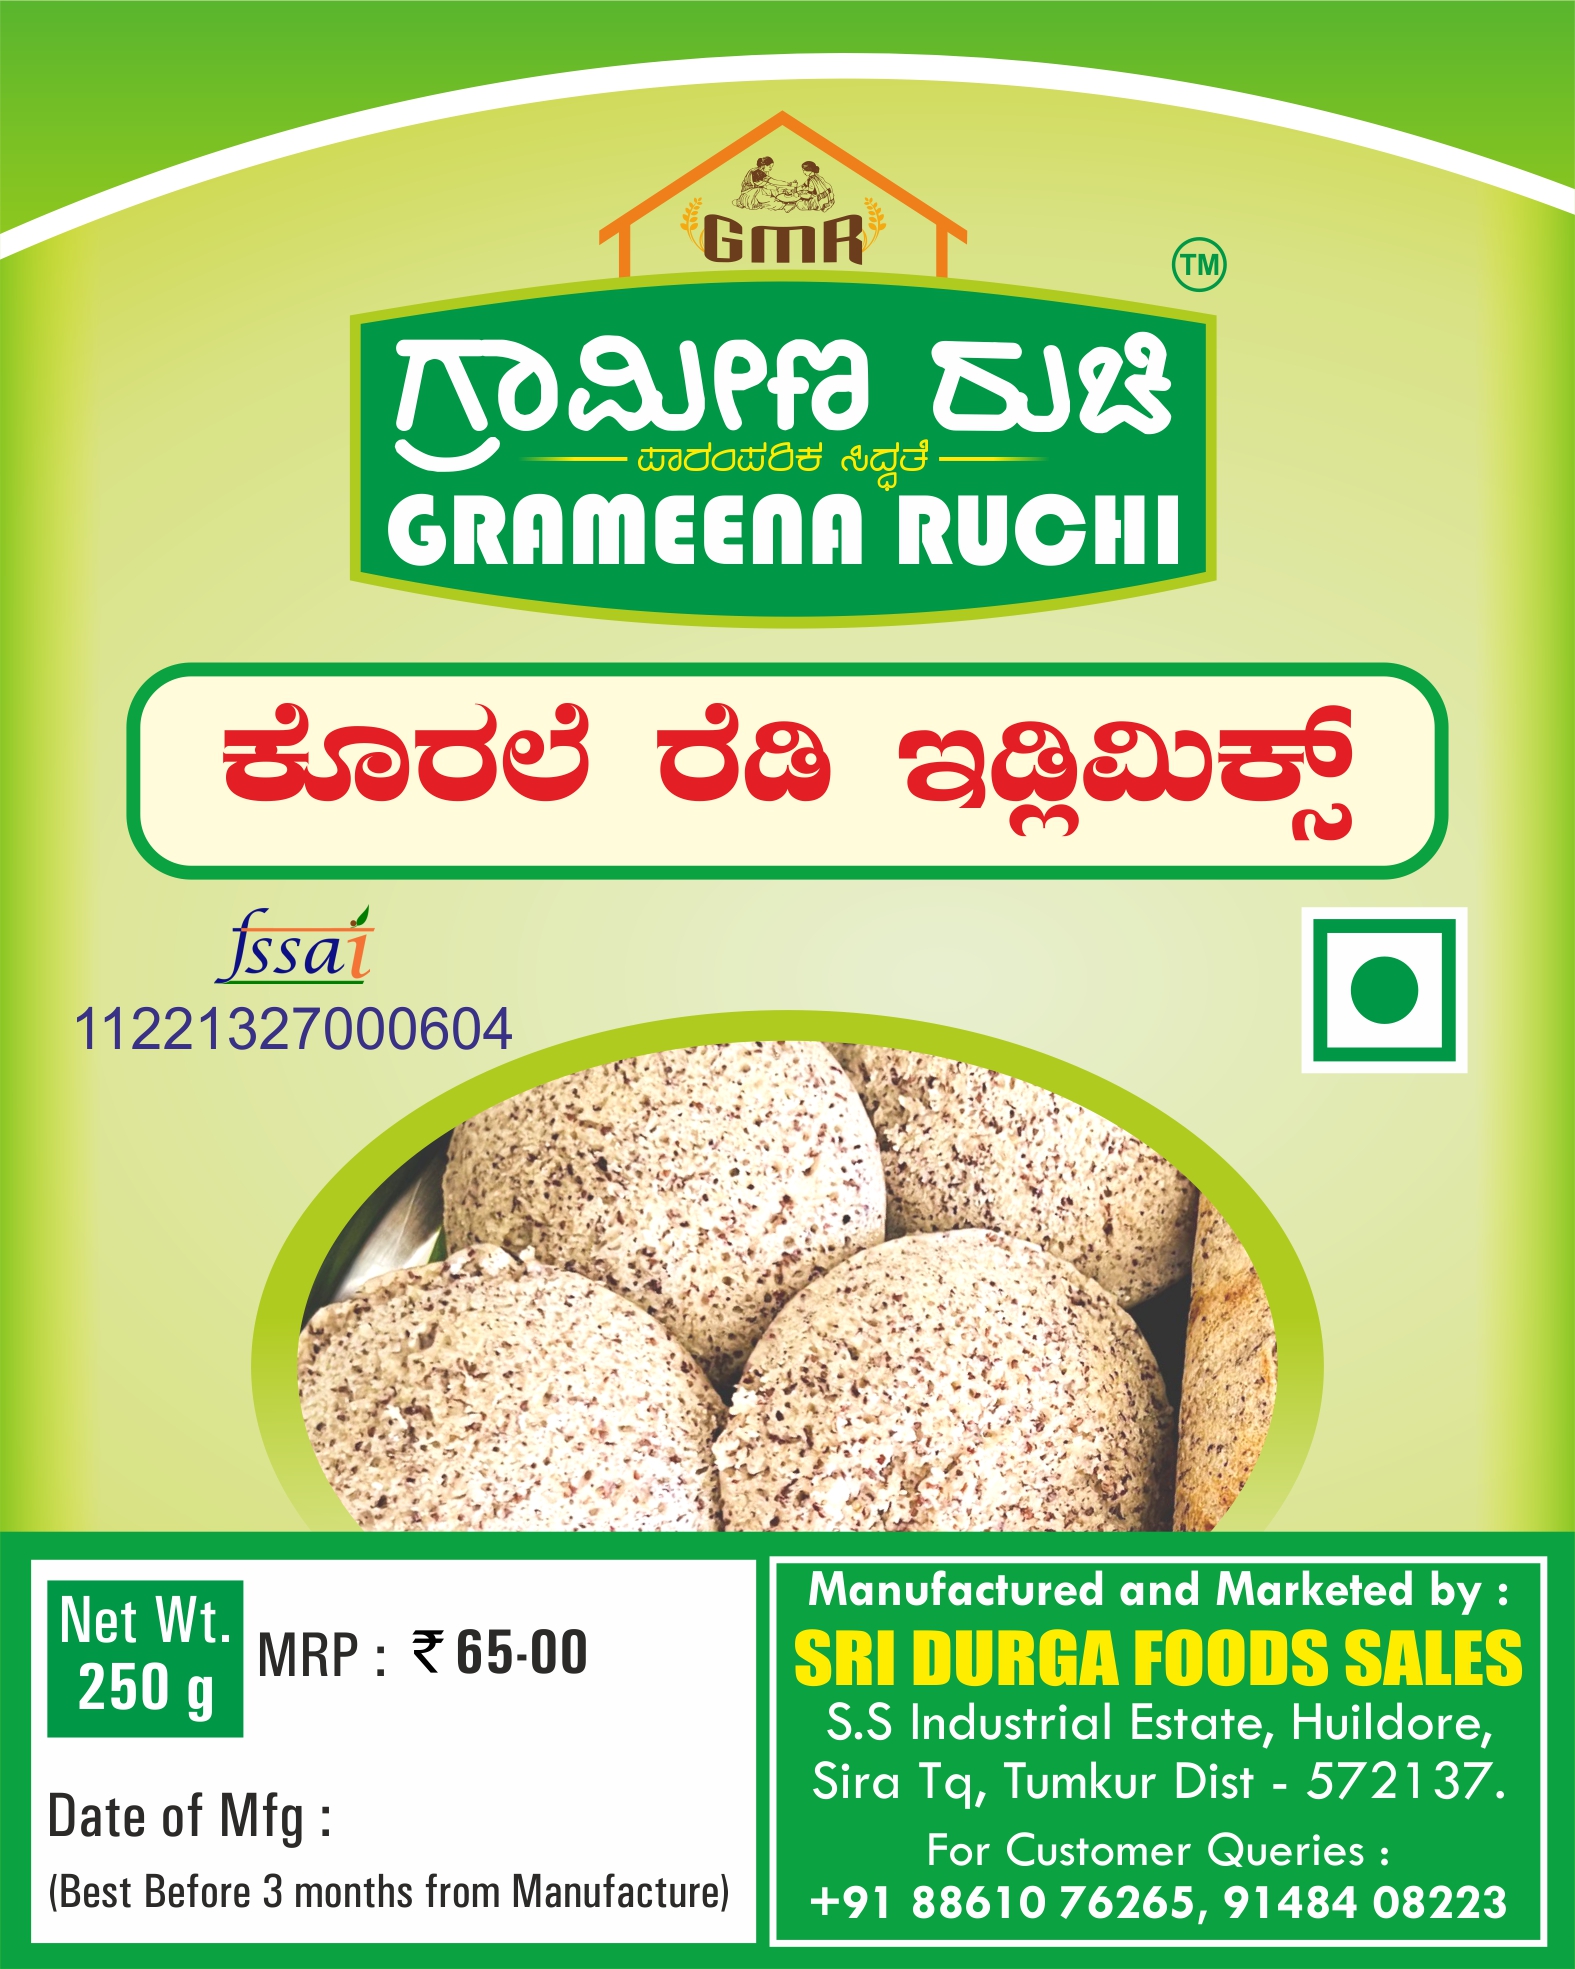 GMR
TM
ಗ್ರಾಮೀಣ ರುಚಿ
ಪಾರಂಪರಿಕ ಸಿದ್ಧತೆ
GRAMEENA RUCHI
ಕೊರಲೆ ರೆಡಿ ಇಡ್ಲಿಮಿಕ್ಸ್
fssai
11221327000604
Net Wt.
250 g
MRP : ₹ 65-00
Date of Mfg :
(Best Before 3 months from Manufacture)
Manufactured and Marketed by :
SRI DURGA FOODS SALES
S.S Industrial Estate, Huildore,
Sira Tq, Tumkur Dist - 572137.
For Customer Queries :
+91 88610 76265, 91484 08223